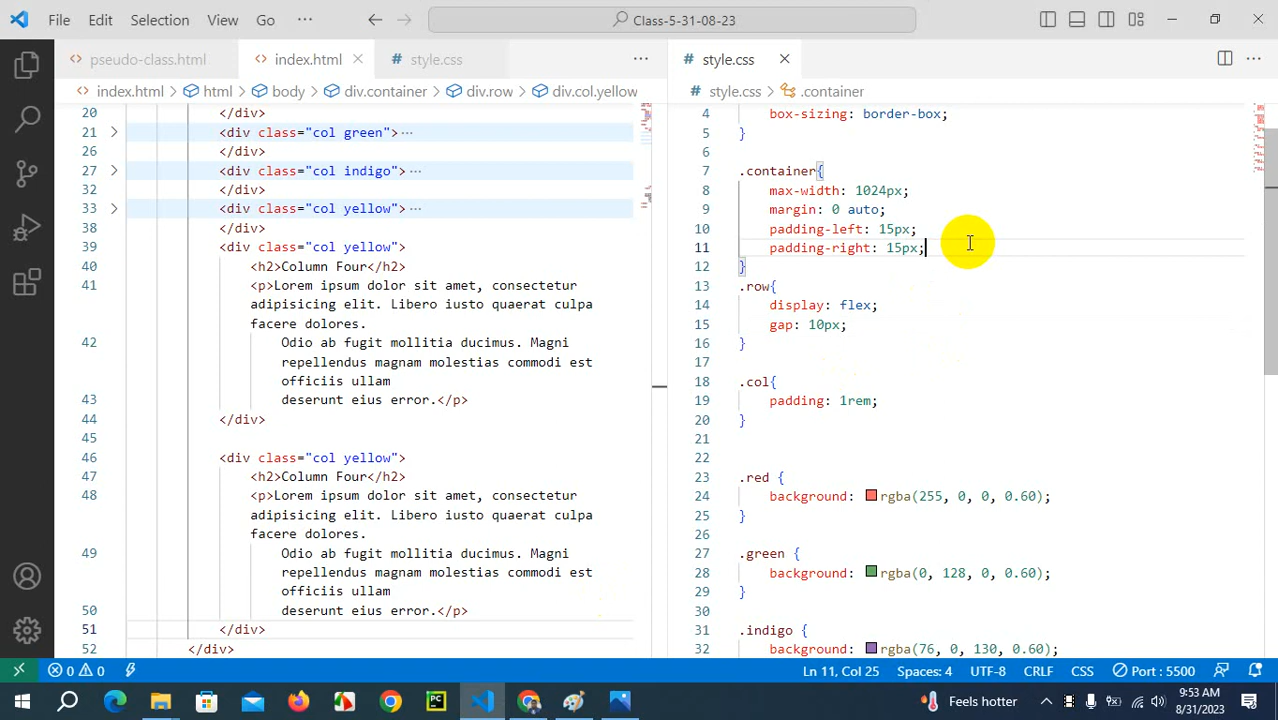 File Edit Selection View Go ··· Class-5-31-08-23
pseudo-class.html index.html style.css ···
index.html > html > body > div.container > div.row > div.col.yellow
20 </div>
21 <div class="col green"> ···
26 </div>
27 <div class="col indigo"> ···
32 </div>
33 <div class="col yellow"> ···
38 </div>
39 <div class="col yellow">
40 <h2>Column Four</h2>
41 <p>Lorem ipsum dolor sit amet, consectetur
adipisicing elit. Libero iusto quaerat culpa
facere dolores.
42 Odio ab fugit mollitia ducimus. Magni
repellendus magnam molestias commodi est
officiis ullam
43 deserunt eius error.</p>
44 </div>
45
46 <div class="col yellow">
47 <h2>Column Four</h2>
48 <p>Lorem ipsum dolor sit amet, consectetur
adipisicing elit. Libero iusto quaerat culpa
facere dolores.
49 Odio ab fugit mollitia ducimus. Magni
repellendus magnam molestias commodi est
officiis ullam
50 deserunt eius error.</p>
51 </div>
52 </div>
style.css ···
style.css > .container
4 box-sizing: border-box;
5 }
6
7 .container{
8 max-width: 1024px;
9 margin: 0 auto;
10 padding-left: 15px;
11 padding-right: 15px;
12 }
13 .row{
14 display: flex;
15 gap: 10px;
16 }
17
18 .col{
19 padding: 1rem;
20 }
21
22
23 .red {
24 background: rgba(255, 0, 0, 0.60);
25 }
26
27 .green {
28 background: rgba(0, 128, 0, 0.60);
29 }
30
31 .indigo {
32 background: rgba(76, 0, 130, 0.60);
0 0 Ln 11, Col 25 Spaces: 4 UTF-8 CRLF CSS Port : 5500
PC Feels hotter 9:53 AM
8/31/2023